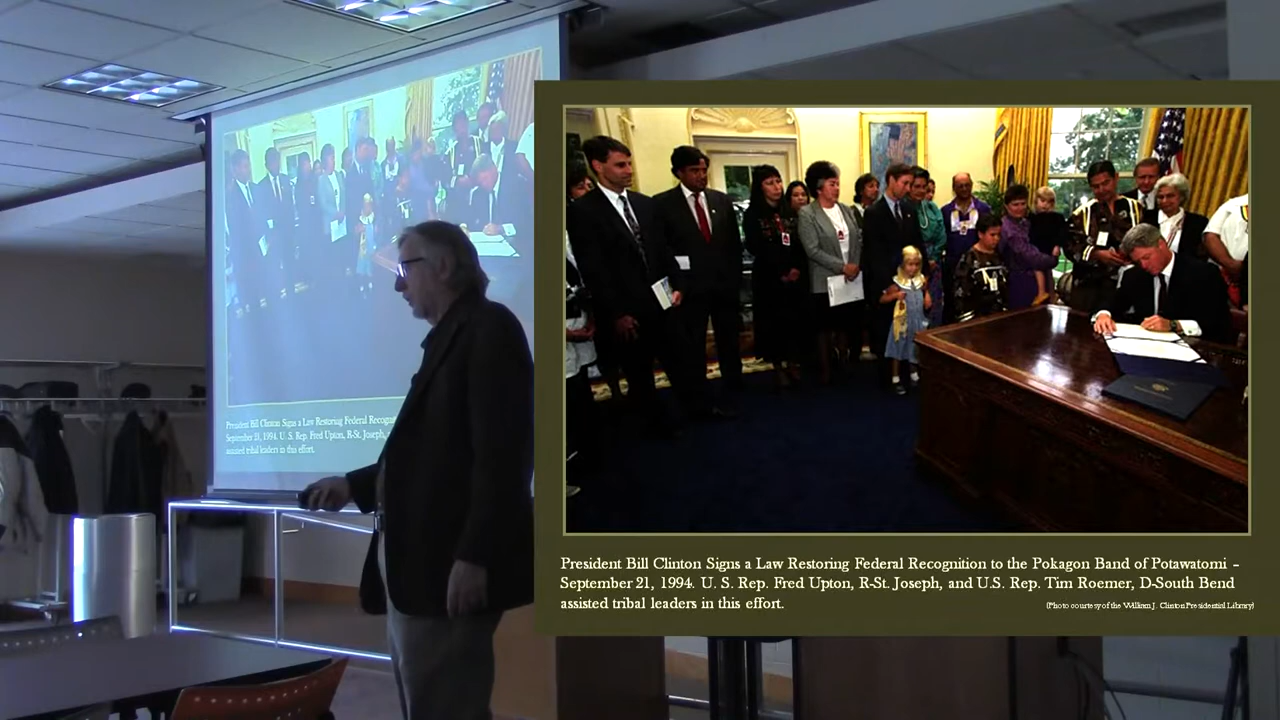 President Bill Clinton Signs a Law Restoring Federal Recognition to the Pokagon Band of Potawatomi –
September 21, 1994. U. S. Rep. Fred Upton, R-St. Joseph, and U.S. Rep. Tim Roemer, D-South Bend
assisted tribal leaders in this effort.
(Photo courtesy of the William J. Clinton Presidential Library)
President Bill Clinton Signs a Law Restoring Federal
September 21, 1994. U. S. Rep. Fred Upton, R-St. Joseph,
assisted tribal leaders in this effort.